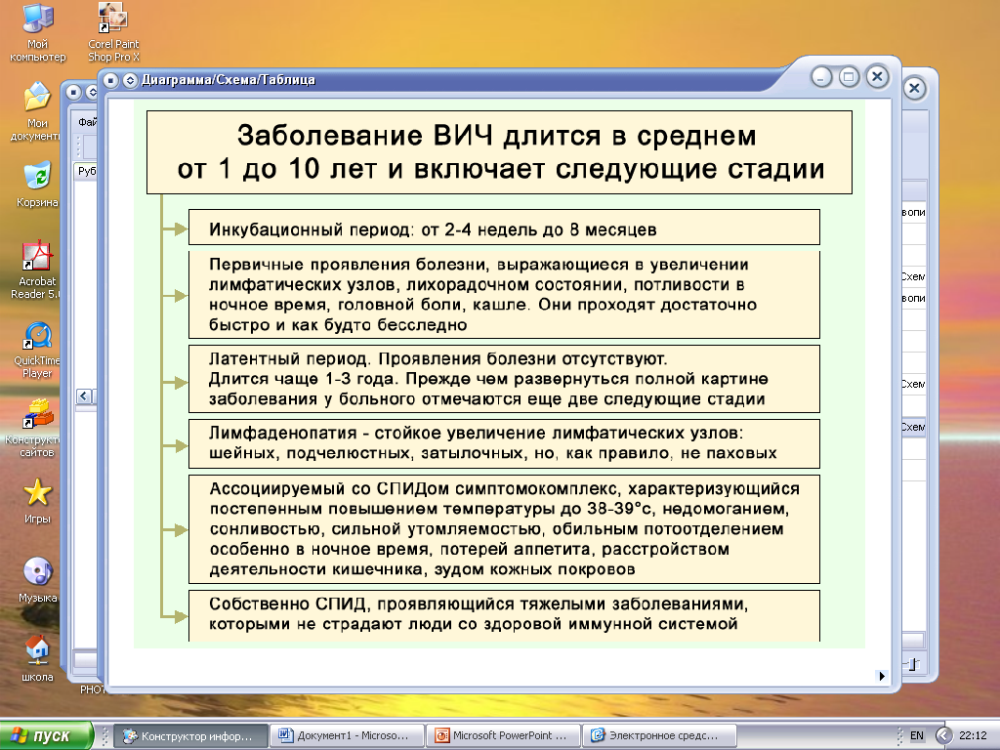 Мой
компьютер
Corel Paint
Shop Pro X
Мои
документы
Корзина
Acrobat
Reader 5.0
QuickTime
Player
сайтов
Игры
Музыка
школа
Диаграмма/Схема/Таблица
Заболевание ВИЧ длится в среднем
от 1 до 10 лет и включает следующие стадии
Инкубационный период: от 2-4 недель до 8 месяцев
Первичные проявления болезни, выражающиеся в увеличении
лимфатических узлов, лихорадочном состоянии, потливости в
ночное время, головной боли, кашле. Они проходят достаточно
быстро и как будто бесследно
Латентный период. Проявления болезни отсутствуют.
Длится чаще 1-3 года. Прежде чем развернуться полной картине
заболевания у больного отмечаются еще две следующие стадии
Лимфаденопатия - стойкое увеличение лимфатических узлов:
шейных, подчелюстных, затылочных, но, как правило, не паховых
Ассоциируемый со СПИДом симптомокомплекс, характеризующийся
постепенным повышением температуры до 38-39°с, недомоганием,
сонливостью, сильной утомляемостью, обильным потоотделением
особенно в ночное время, потерей аппетита, расстройством
деятельности кишечника, зудом кожных покровов
Собственно СПИД, проявляющийся тяжелыми заболеваниями,
которыми не страдают люди со здоровой иммунной системой
пуск
Конструктор инфор...
Документ1 - Microso...
Microsoft PowerPoint ...
Электронное средс...
EN
22:12